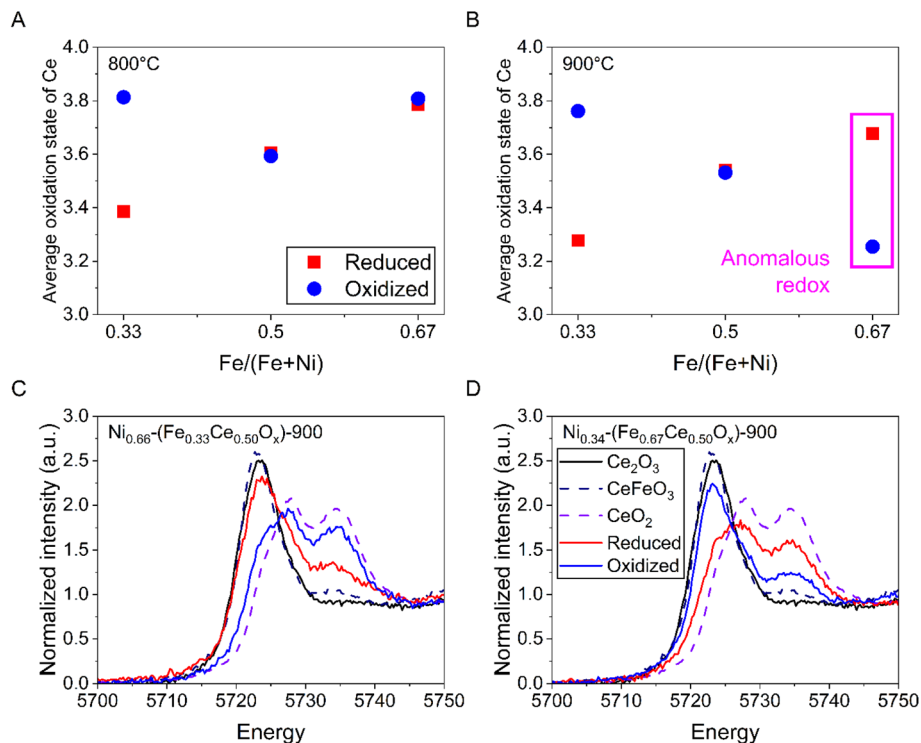 A
800°C
Average oxidation state of Ce
4.0
3.8
3.6
3.4
3.2
3.0
0.33
0.5
0.67
Fe/(Fe+Ni)
Reduced
Oxidized
B
900°C
Average oxidation state of Ce
4.0
3.8
3.6
3.4
3.2
3.0
0.33
0.5
0.67
Fe/(Fe+Ni)
Anomalous
redox
C
Ni0.66-(Fe0.33Ce0.50Ox)-900
Normalized intensity (a.u.)
3.0
2.5
2.0
1.5
1.0
0.5
0.0
5700
5710
5720
5730
5740
5750
Energy
D
Ni0.34-(Fe0.67Ce0.50Ox)-900
Normalized intensity (a.u.)
3.0
2.5
2.0
1.5
1.0
0.5
0.0
5700
5710
5720
5730
5740
5750
Energy
Ce2O3
CeFeO3
CeO2
Reduced
Oxidized